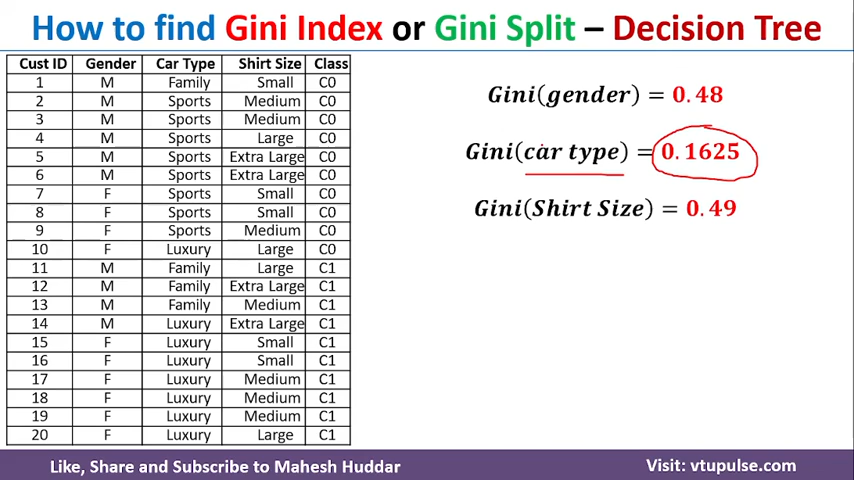 How to find Gini Index or Gini Split – Decision Tree
Cust ID Gender Car Type Shirt Size Class
1 M Family Small C0
2 M Sports Medium C0
3 M Sports Medium C0
4 M Sports Large C0
5 M Sports Extra Large C0
6 M Sports Extra Large C0
7 F Sports Small C0
8 F Sports Small C0
9 F Sports Medium C0
10 F Luxury Large C0
11 M Family Large C1
12 M Family Extra Large C1
13 M Family Medium C1
14 M Luxury Extra Large C1
15 F Luxury Small C1
16 F Luxury Small C1
17 F Luxury Medium C1
18 F Luxury Medium C1
19 F Luxury Medium C1
20 F Luxury Large C1
Gini(gender) = 0.48
Gini(car type) = 0.1625
Gini(Shirt Size) = 0.49
Like, Share and Subscribe to Mahesh Huddar
Visit: vtupulse.com